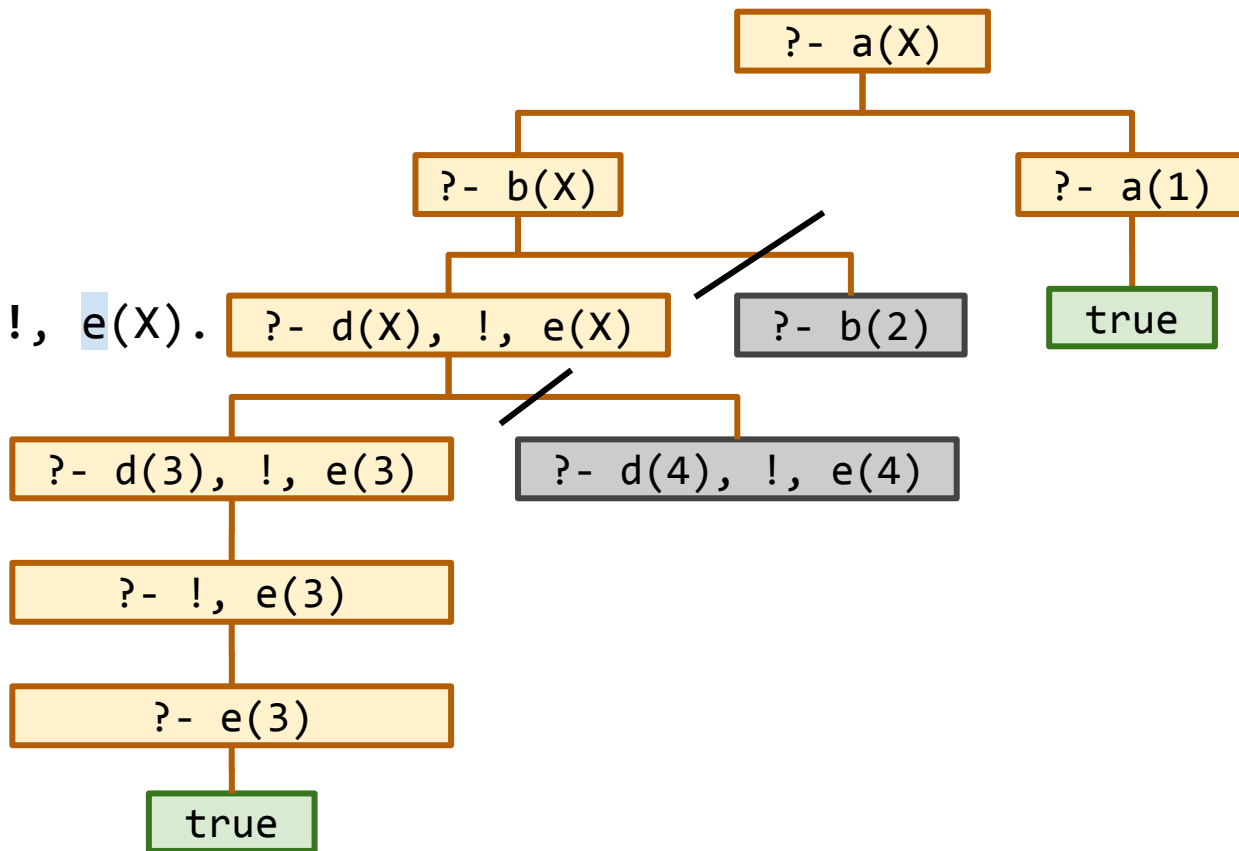 ?- a(X)
?- b(X)
?- a(1)
!, e(X).
?- d(X), !, e(X)
?- b(2)
true
?- d(3), !, e(3)
?- d(4), !, e(4)
?- !, e(3)
?- e(3)
true